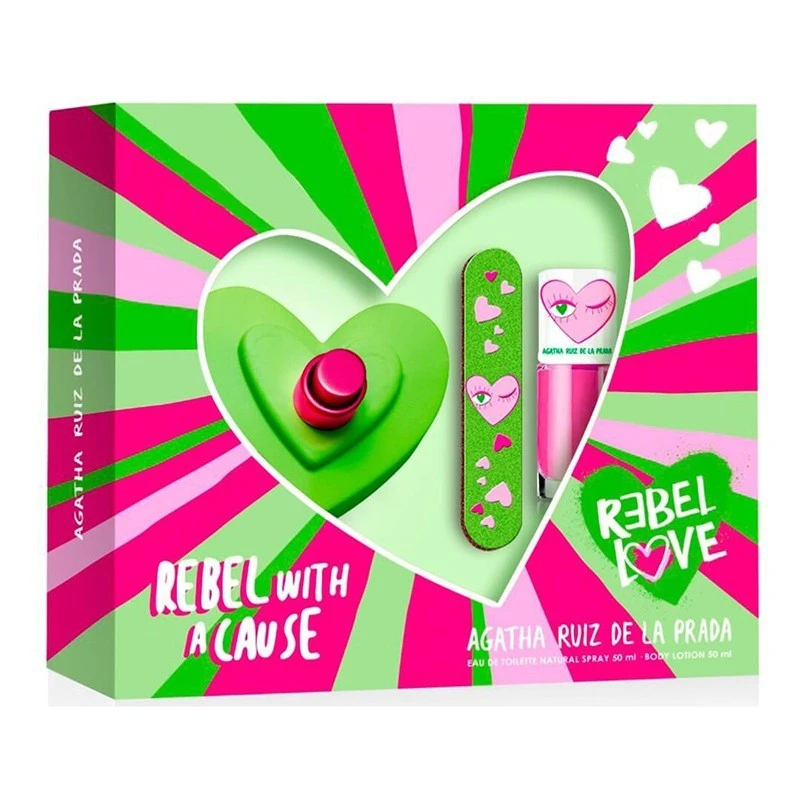 AGATHA RUIZ DE LA PRADA
AGATHA RUIZ DE LA PRADA
RƎBEL
LOVE
REBEL WITH
A CAUSE
AGATHA RUIZ DE LA PRADA
EAU DE TOILETTE NATURAL SPRAY 50 ml · BODY LOTION 50 ml